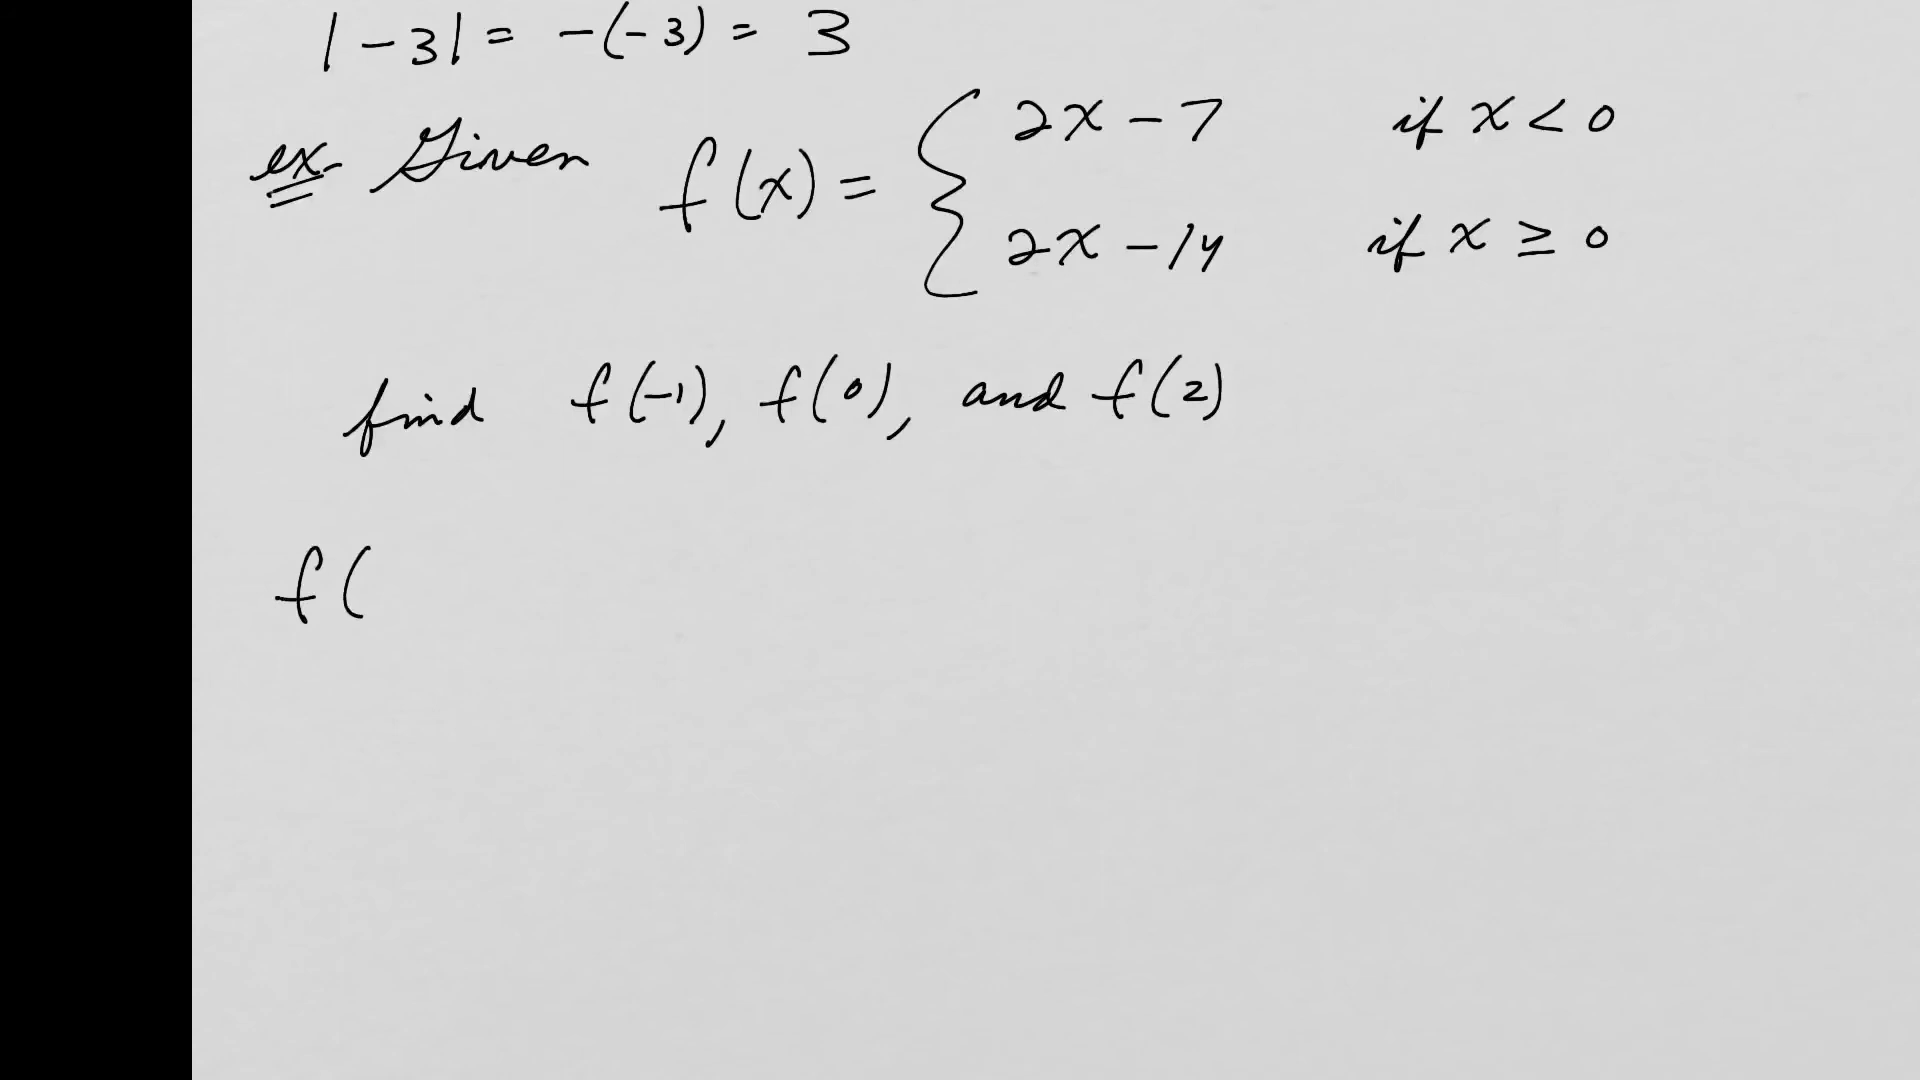 |-3| = -(-3) = 3
ex. Given f(x) = { 2x - 7 if x < 0
2x - 14 if x ≥ 0
find f(-1), f(0), and f(2)
f(